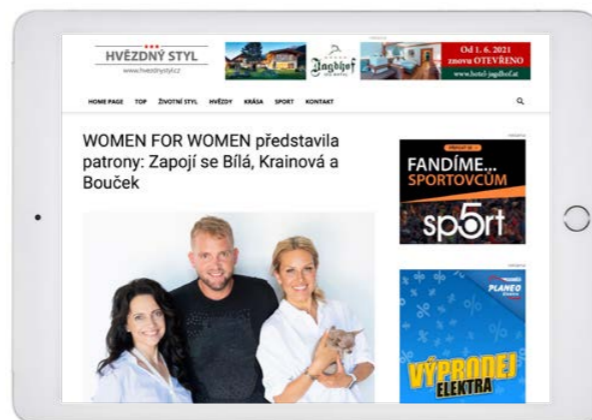 HVĚZDNÝ STYL
www.hvezdnystyl.cz
Jagdhof
Od 1. 6. 2021
znovu OTEVŘENO
www.hotel-jagdhof.at
HOME PAGE TOP ŽIVOTNÍ STYL HVĚZDY KRÁSA SPORT KONTAKT
WOMEN FOR WOMEN představila
patrony: Zapojí se Bílá, Krainová a
Bouček
FANDÍME...
SPORTOVCŮM
sp5rt
PLANEO
VÝPRODEJ
ELEKTRA